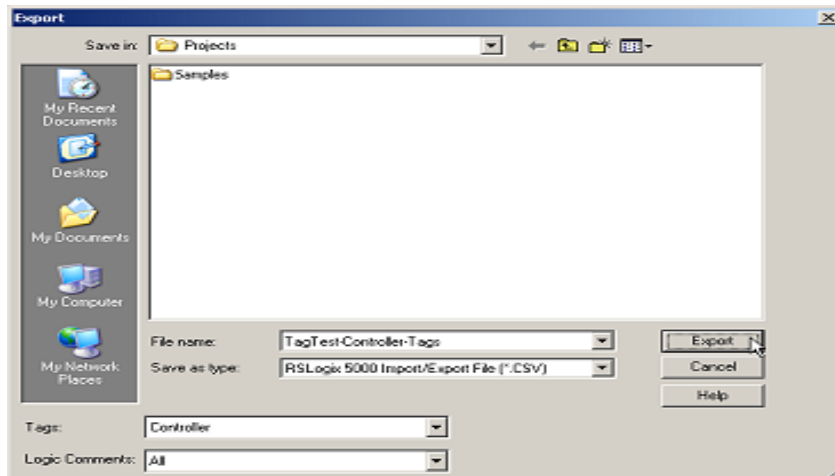 Export
Save in: Projects
Samples
My Recent
Documents
Desktop
My Documents
My Computer
My Network
Places
File name: TagTest-Controller-Tags
Export
Save as type: RSLogix 5000 Import/Export File (*.CSV)
Cancel
Help
Tags: Controller
Logic Comments: All